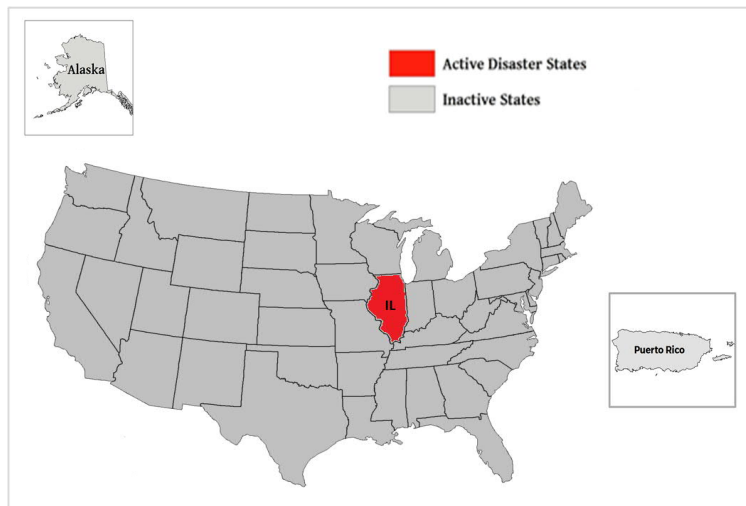 Alaska
Active Disaster States
Inactive States
IL
Puerto Rico